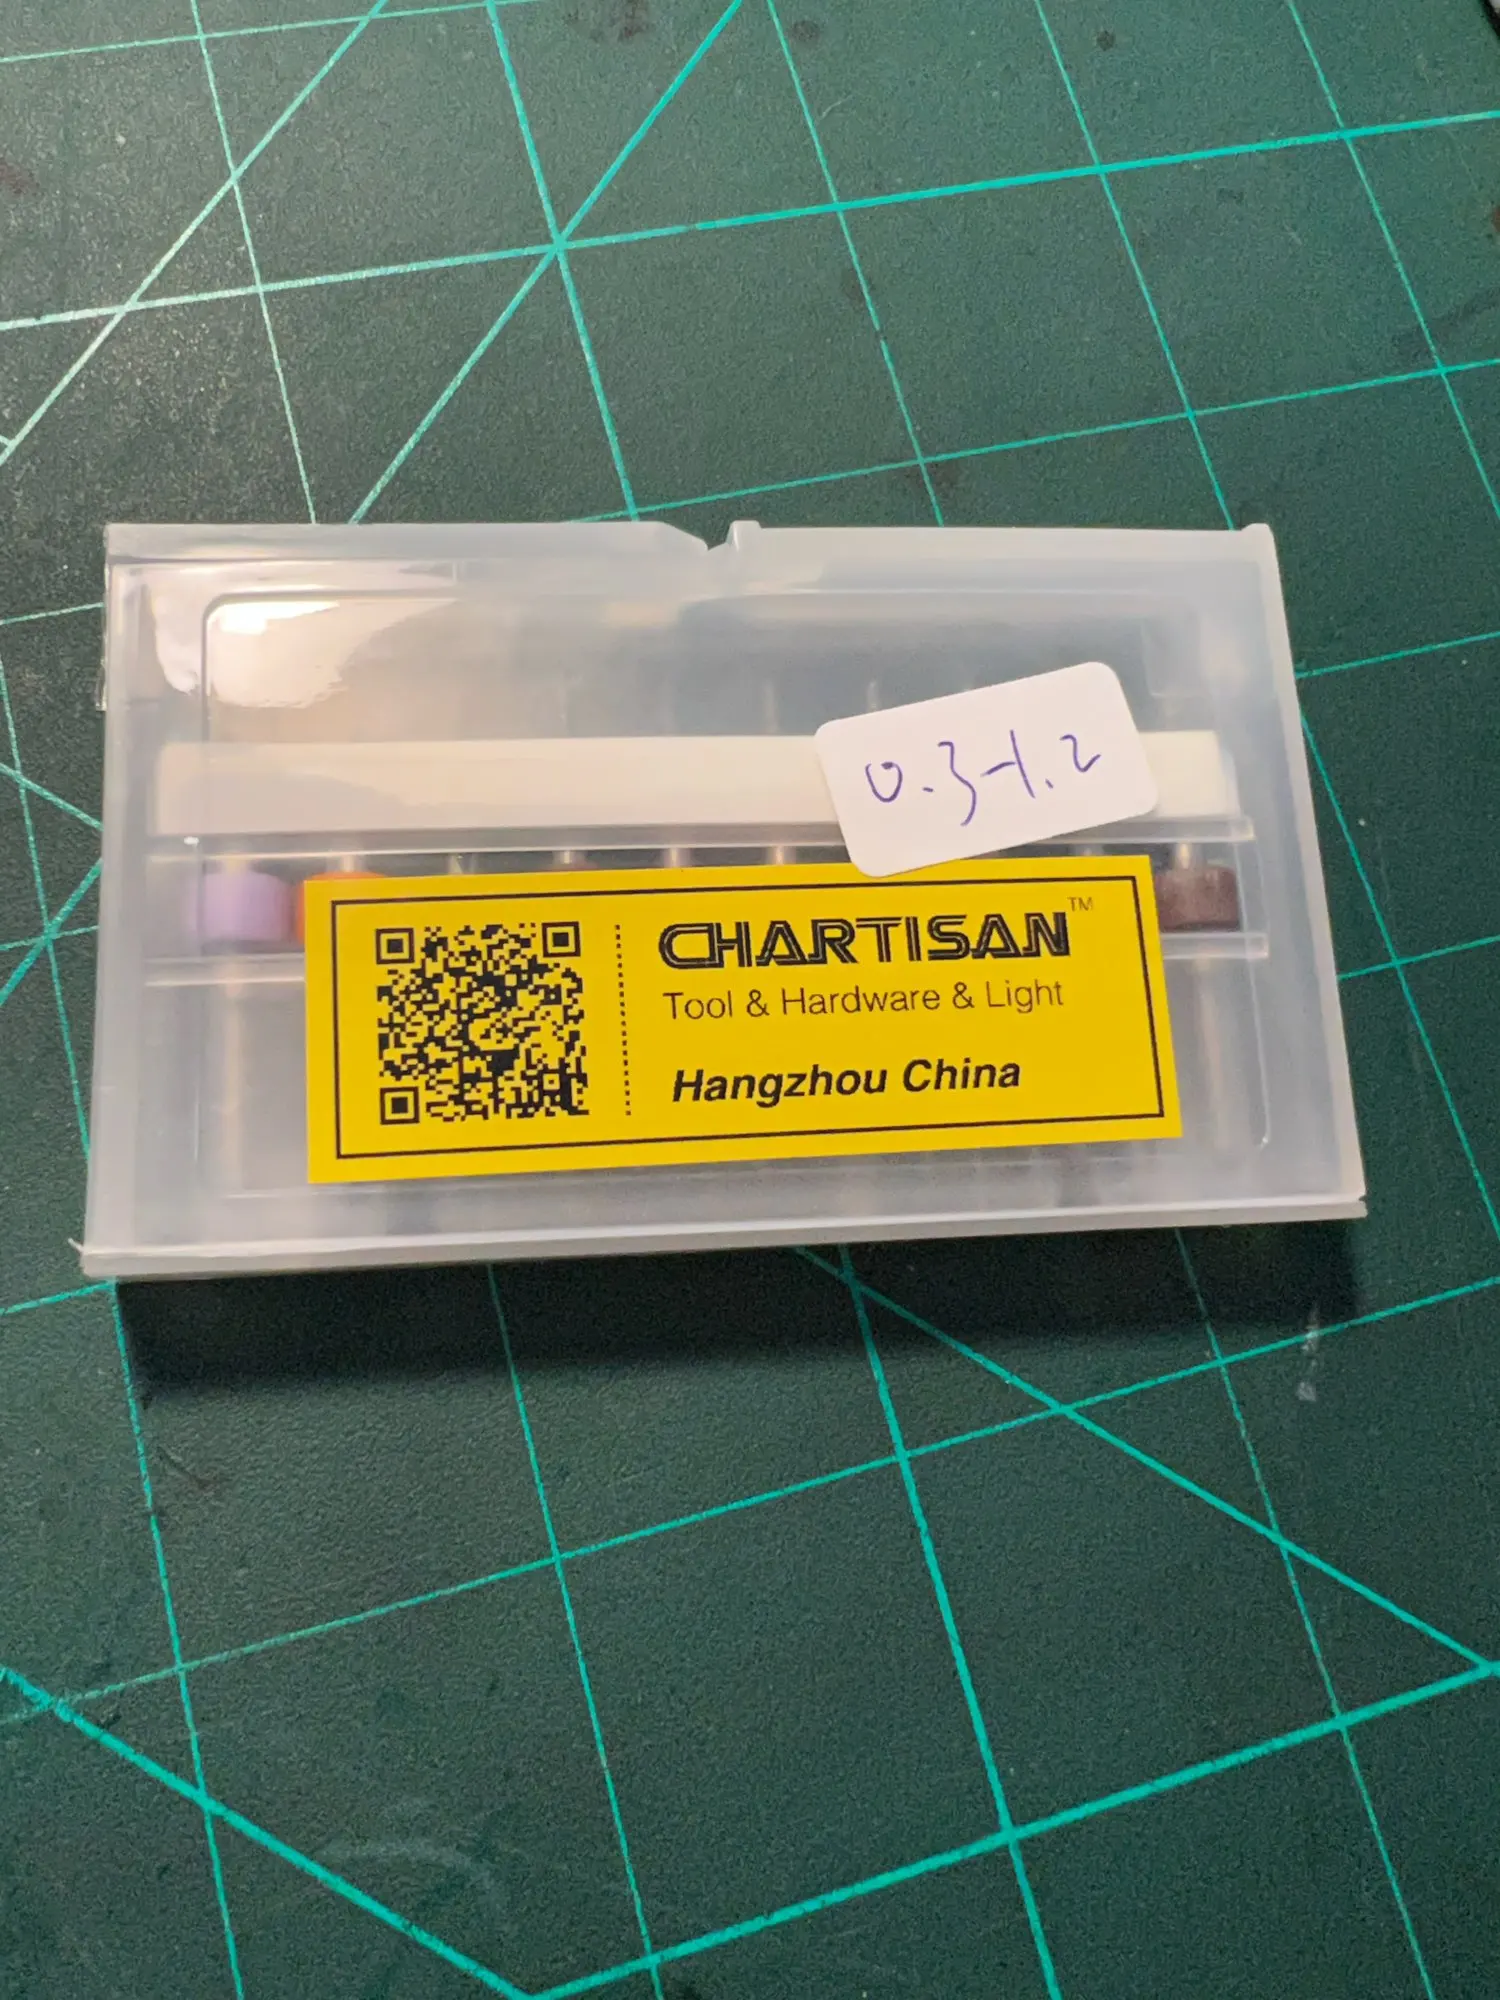 0.3-1.2
CHARTISAN™
Tool & Hardware & Light
Hangzhou China